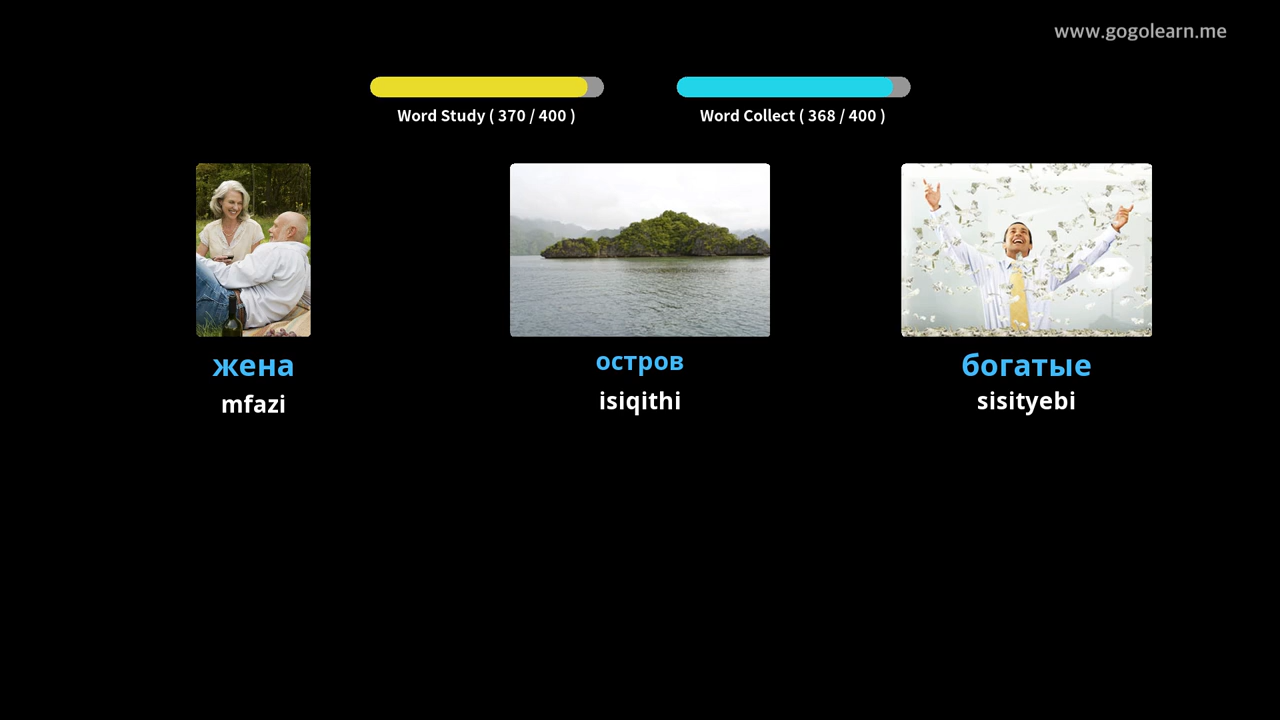 www.gogolearn.me
Word Study ( 370 / 400 )
Word Collect ( 368 / 400 )
жена
остров
богатые
mfazi
isiqithi
sisityebi